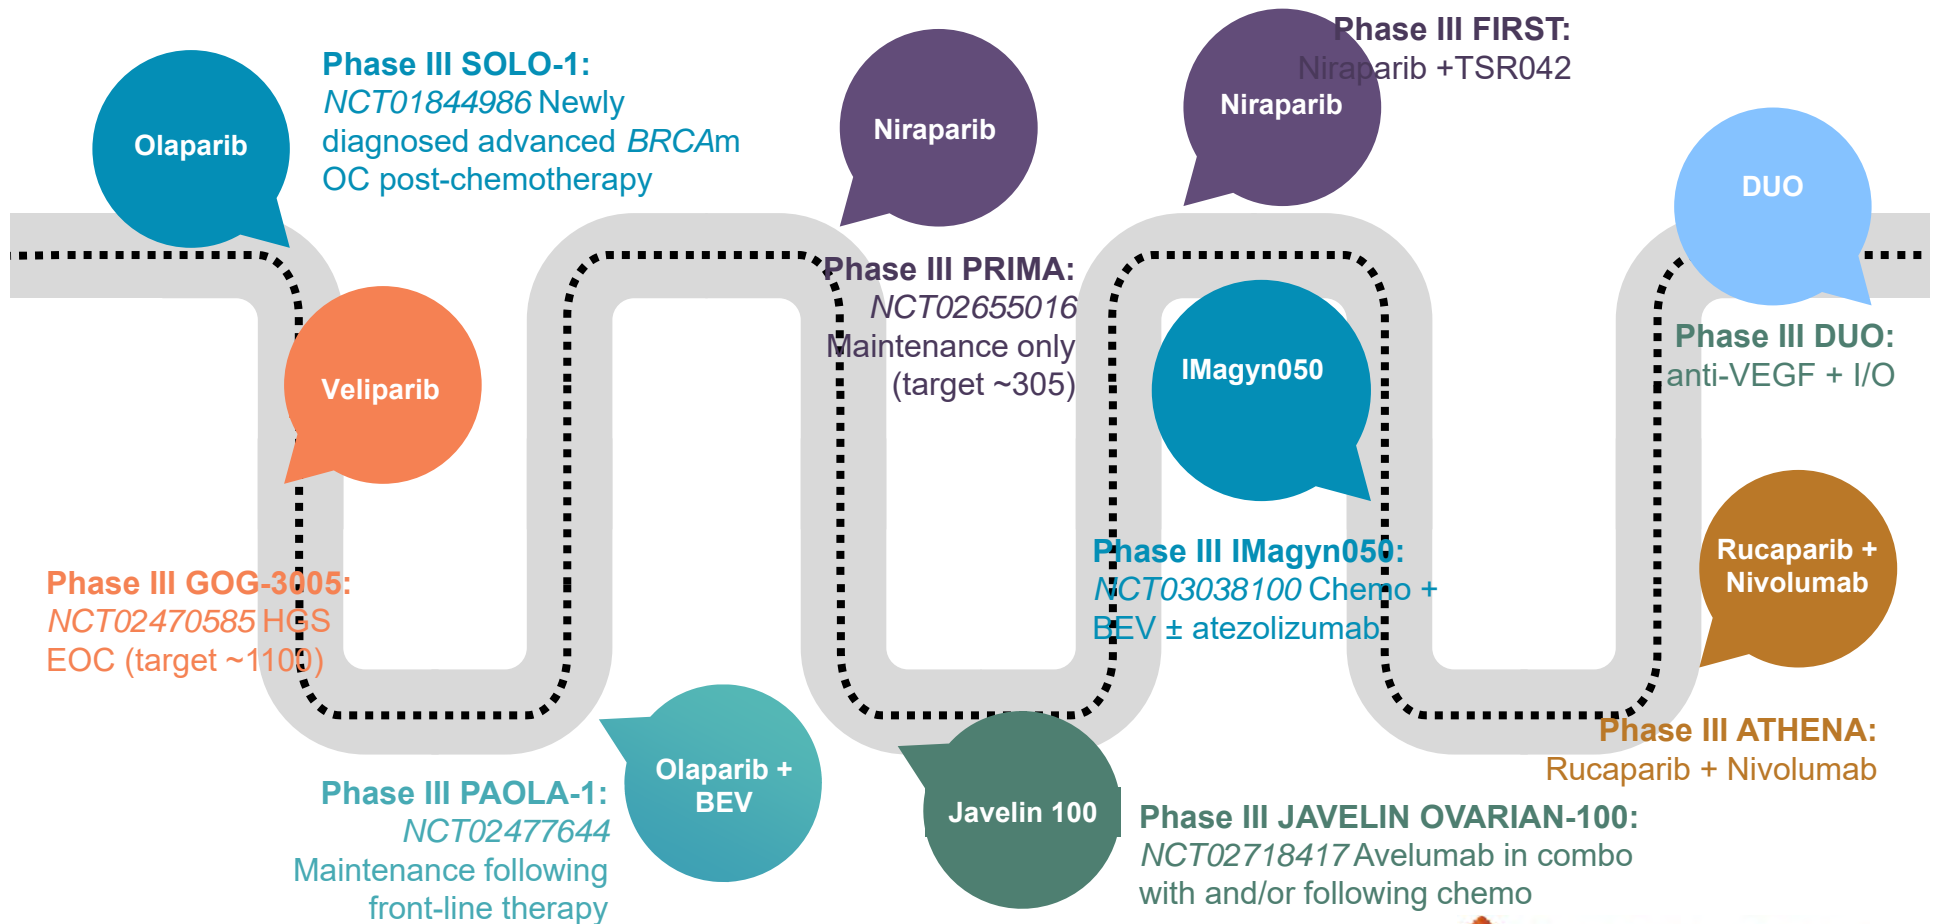 Olaparib
Phase III SOLO-1:
NCT01844986 Newly
diagnosed advanced BRCAm
OC post-chemotherapy
Veliparib
Phase III GOG-3005:
NCT02470585 HGS
EOC (target ~1100)
Olaparib +
BEV
Phase III PAOLA-1:
NCT02477644
Maintenance following
front-line therapy
Niraparib
Phase III PRIMA:
NCT02655016
Maintenance only
(target ~305)
Javelin 100
Phase III JAVELIN OVARIAN-100:
NCT02718417 Avelumab in combo
with and/or following chemo
Niraparib
Phase III FIRST:
Niraparib +TSR042
IMagyn050
Phase III IMagyn050:
NCT03038100 Chemo +
BEV ± atezolizumab
Rucaparib +
Nivolumab
Phase III ATHENA:
Rucaparib + Nivolumab
DUO
Phase III DUO:
anti-VEGF + I/O